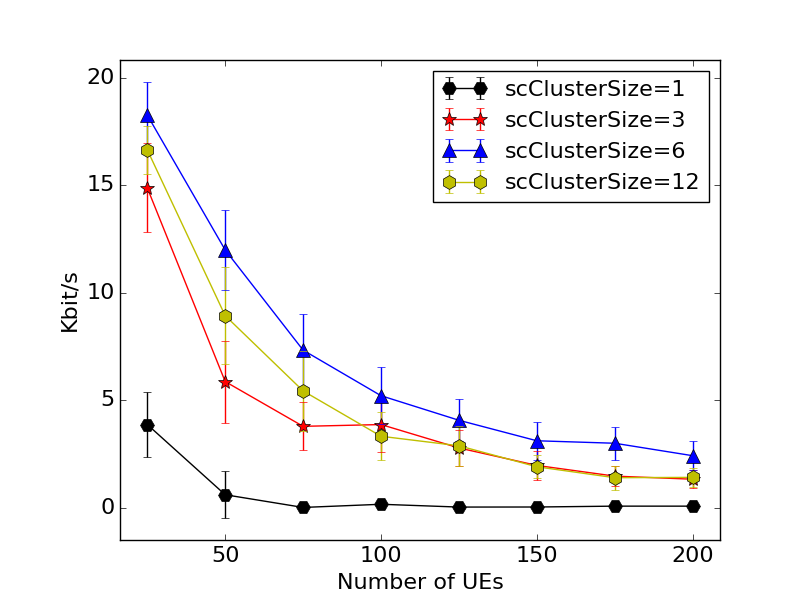 20
15
10
5
0
50
100
150
200
Kbit/s
Number of UEs
scClusterSize=1
scClusterSize=3
scClusterSize=6
scClusterSize=12